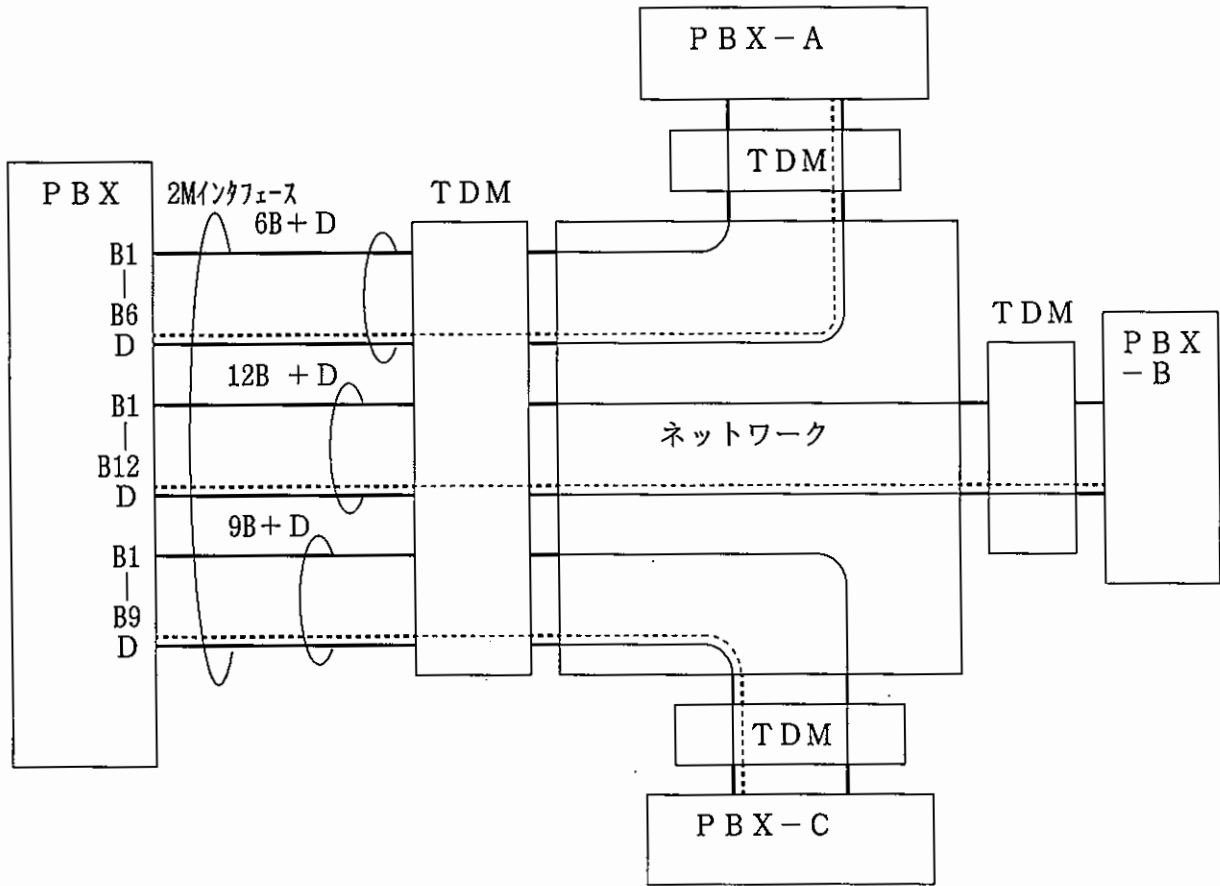 PBX-A
TDM
PBX
2Mインタフェース
TDM
6B+D
B1
|
B6
D
TDM
PBX
-B
12B +D
B1
|
B12
D
ネットワーク
9B+D
B1
|
B9
D
TDM
PBX-C